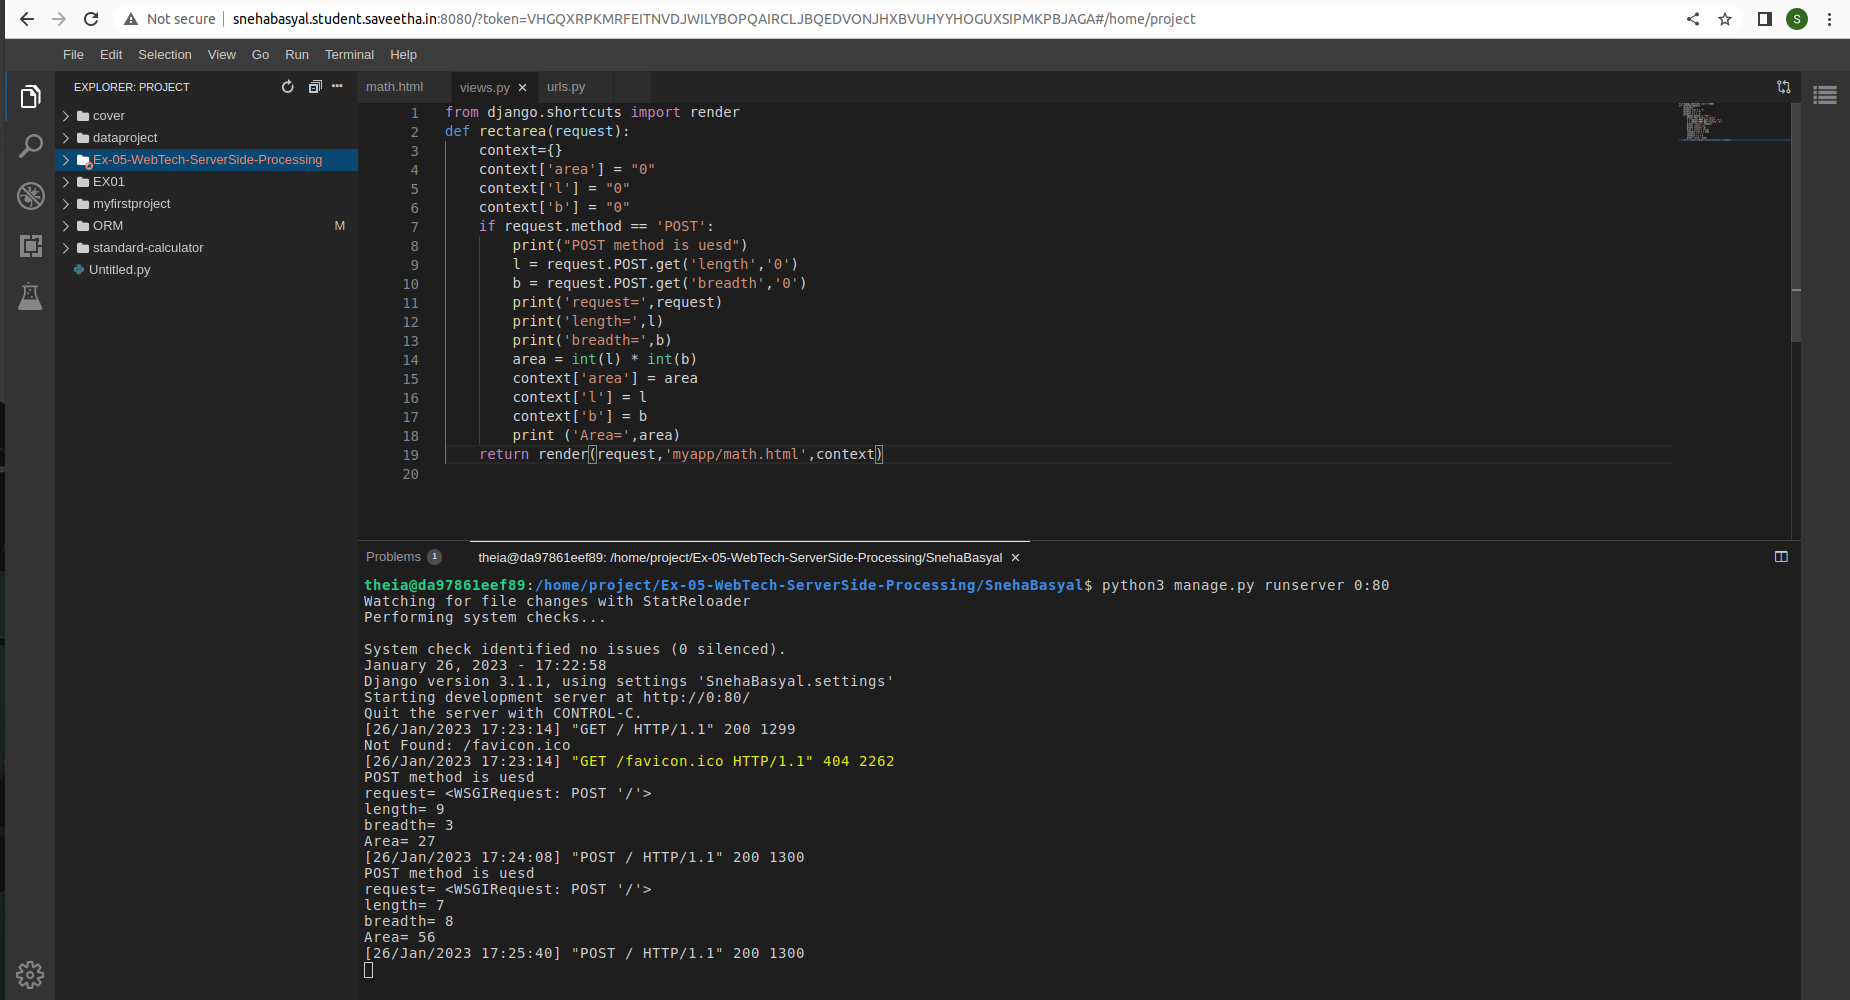 Not secure snehabasyal.student.saveetha.in:8080/?token=VHGQXRPKMRFEITNVDJWILYBOPQAIRCLJBQEDVONJHXBVUHYYHOGUXSIPMKPBJAGA#/home/project S
File Edit Selection View Go Run Terminal Help
EXPLORER: PROJECT
cover
dataproject
Ex-05-WebTech-ServerSide-Processing
EX01
myfirstproject
ORM M
standard-calculator
Untitled.py
math.html views.py urls.py
1 from django.shortcuts import render
2 def rectarea(request):
3 context={}
4 context['area'] = "0"
5 context['l'] = "0"
6 context['b'] = "0"
7 if request.method == 'POST':
8 print("POST method is uesd")
9 l = request.POST.get('length','0')
10 b = request.POST.get('breadth','0')
11 print('request=',request)
12 print('length=',l)
13 print('breadth=',b)
14 area = int(l) * int(b)
15 context['area'] = area
16 context['l'] = l
17 context['b'] = b
18 print ('Area=',area)
19 return render(request,'myapp/math.html',context)
20
Problems 1 theia@da97861eef89: /home/project/Ex-05-WebTech-ServerSide-Processing/SnehaBasyal
theia@da97861eef89:/home/project/Ex-05-WebTech-ServerSide-Processing/SnehaBasyal$ python3 manage.py runserver 0:80
Watching for file changes with StatReloader
Performing system checks...
System check identified no issues (0 silenced).
January 26, 2023 - 17:22:58
Django version 3.1.1, using settings 'SnehaBasyal.settings'
Starting development server at http://0:80/
Quit the server with CONTROL-C.
[26/Jan/2023 17:23:14] "GET / HTTP/1.1" 200 1299
Not Found: /favicon.ico
[26/Jan/2023 17:23:14] "GET /favicon.ico HTTP/1.1" 404 2262
POST method is uesd
request= <WSGIRequest: POST '/'>
length= 9
breadth= 3
Area= 27
[26/Jan/2023 17:24:08] "POST / HTTP/1.1" 200 1300
POST method is uesd
request= <WSGIRequest: POST '/'>
length= 7
breadth= 8
Area= 56
[26/Jan/2023 17:25:40] "POST / HTTP/1.1" 200 1300